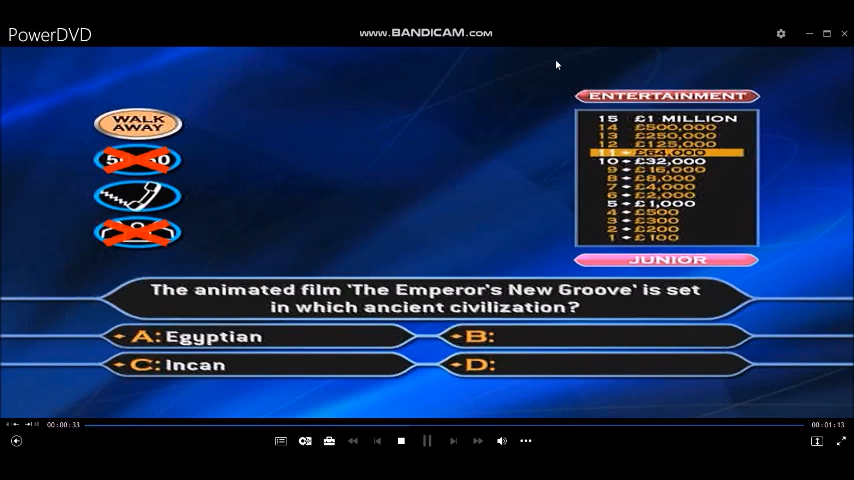 PowerDVD
www.BANDICAM.com
WALK
AWAY
50:50
ENTERTAINMENT
15 £1 MILLION
14 £500,000
13 £250,000
12 £125,000
11 £64,000
10 £32,000
9 £16,000
8 £8,000
7 £4,000
6 £2,000
5 £1,000
4 £500
3 £300
2 £200
1 £100
JUNIOR
The animated film 'The Emperor's New Groove' is set
in which ancient civilization?
A: Egyptian
B:
C: Incan
D:
00:00:33
00:01:13